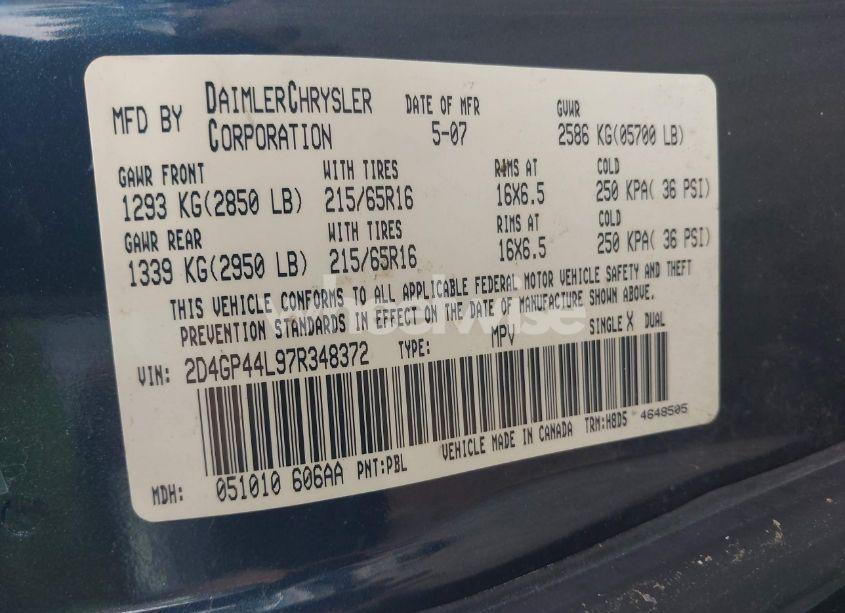 MFD BY DAIMLERCHRYSLER CORPORATION DATE OF MFR 5-07 GVWR 2586 KG(05700 LB)
GAWR FRONT WITH TIRES RIMS AT COLD
1293 KG(2850 LB) 215/65R16 16X6.5 250 KPA( 36 PSI)
GAWR REAR WITH TIRES RIMS AT COLD
1339 KG(2950 LB) 215/65R16 16X6.5 250 KPA( 36 PSI)
THIS VEHICLE CONFORMS TO ALL APPLICABLE FEDERAL MOTOR VEHICLE SAFETY AND THEFT
PREVENTION STANDARDS IN EFFECT ON THE DATE OF MANUFACTURE SHOWN ABOVE.
VIN: 2D4GP44L97R348372 TYPE: MPV SINGLE X DUAL
MDH: 051010 606AA PNT:PBL VEHICLE MADE IN CANADA TRM:H8D5 4648505